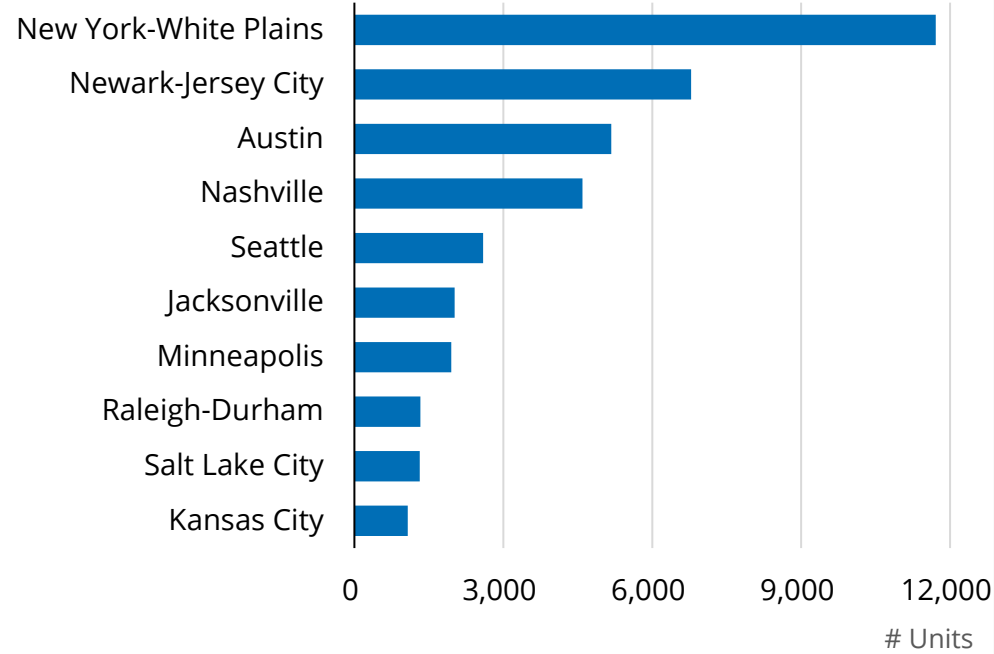 New York-White Plains
Newark-Jersey City
Austin
Nashville
Seattle
Jacksonville
Minneapolis
Raleigh-Durham
Salt Lake City
Kansas City
0 3,000 6,000 9,000 12,000
# Units